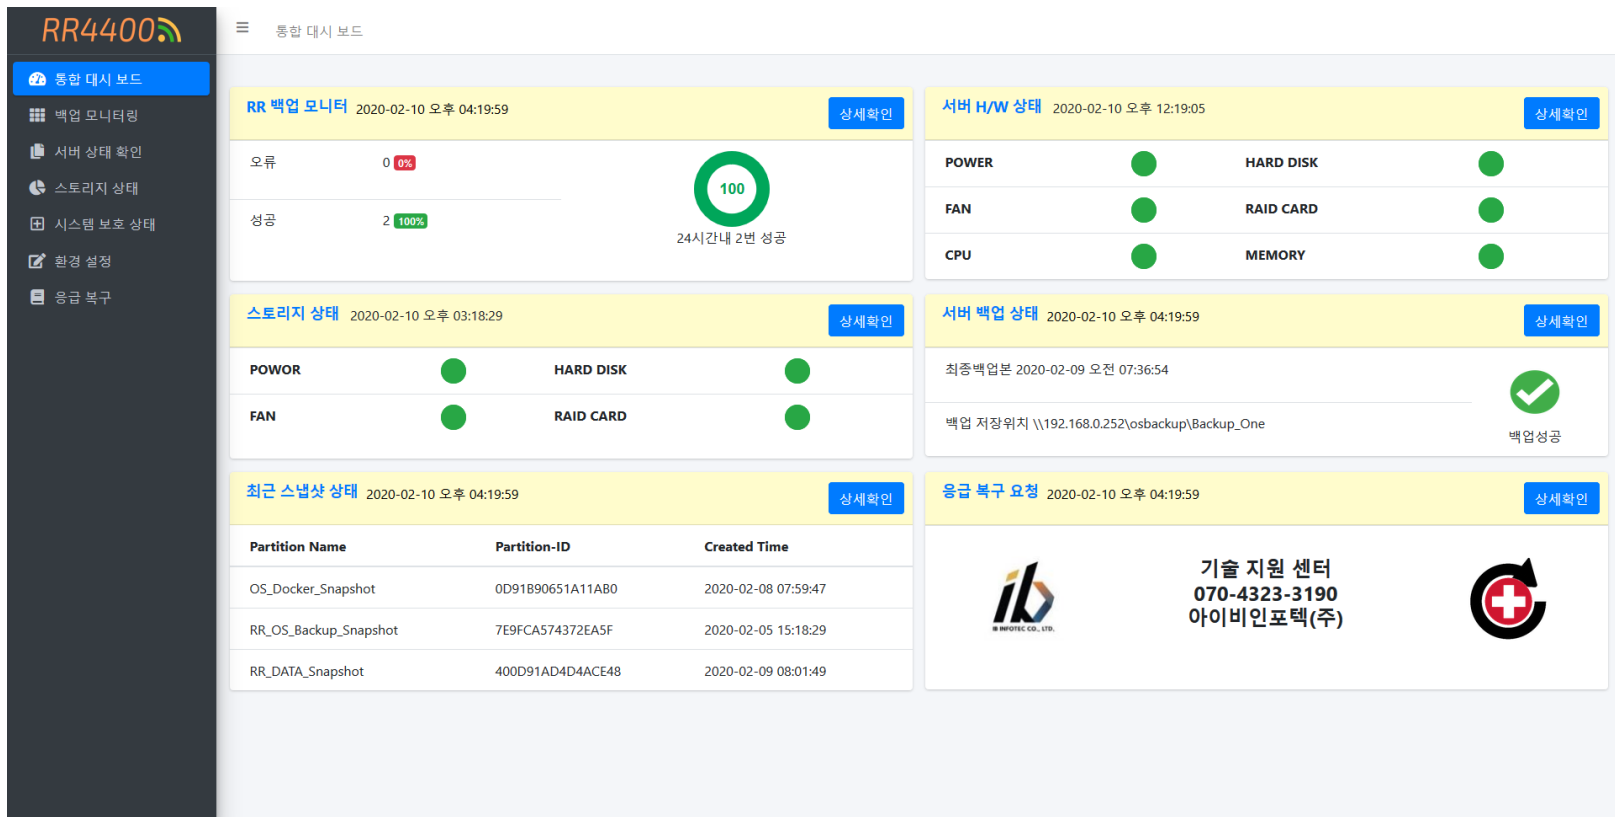 RR4400
통합 대시 보드
통합 대시 보드
백업 모니터링
서버 상태 확인
스토리지 상태
시스템 보호 상태
환경 설정
응급 복구
RR 백업 모니터 2020-02-10 오후 04:19:59
상세확인
오류 0 0%
성공 2 100%
100
24시간내 2번 성공
서버 H/W 상태 2020-02-10 오후 12:19:05
상세확인
POWER HARD DISK
FAN RAID CARD
CPU MEMORY
스토리지 상태 2020-02-10 오후 03:18:29
상세확인
POWOR HARD DISK
FAN RAID CARD
서버 백업 상태 2020-02-10 오후 04:19:59
상세확인
최종백업본 2020-02-09 오전 07:36:54
백업 저장위치 \\192.168.0.252\osbackup\Backup_One
백업성공
최근 스냅샷 상태 2020-02-10 오후 04:19:59
상세확인
Partition Name Partition-ID Created Time
OS_Docker_Snapshot 0D91B90651A11AB0 2020-02-08 07:59:47
RR_OS_Backup_Snapshot 7E9FCA574372EA5F 2020-02-05 15:18:29
RR_DATA_Snapshot 400D91AD4D4ACE48 2020-02-09 08:01:49
응급 복구 요청 2020-02-10 오후 04:19:59
상세확인
ib
IB INFOTEC CO., LTD.
기술 지원 센터
070-4323-3190
아이비인포텍(주)